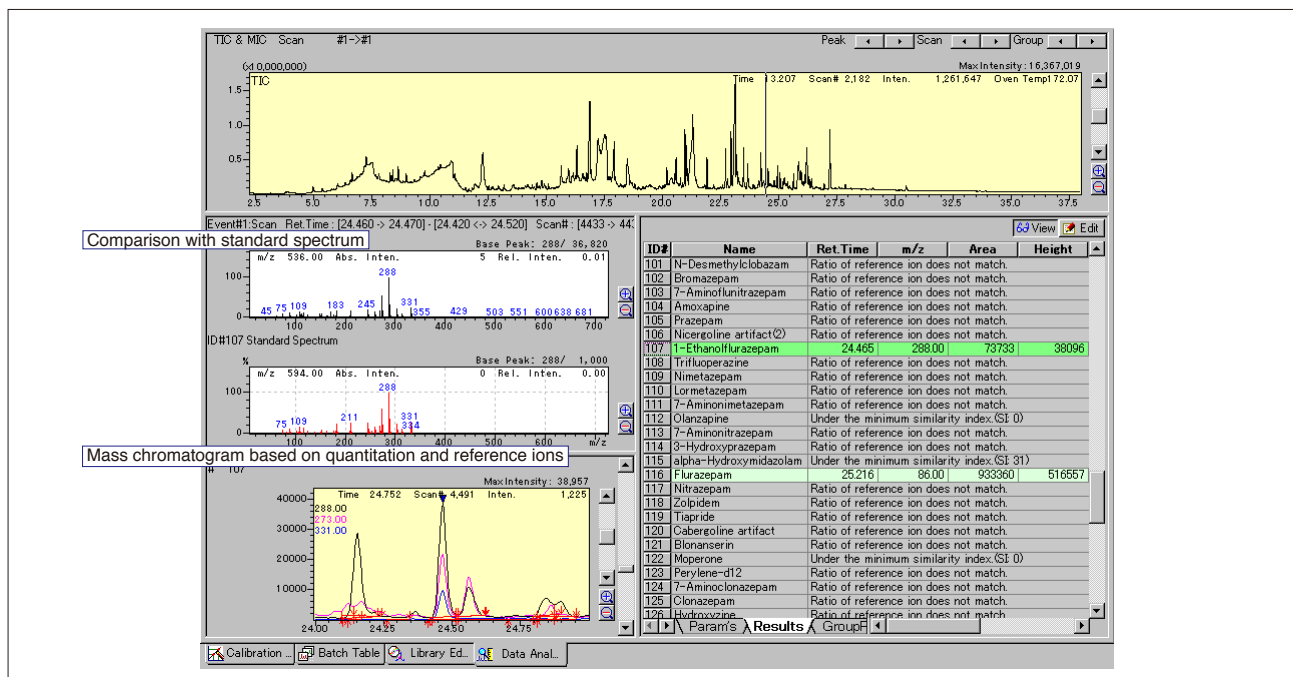 TIC & MIC Scan #1->#1 Peak Scan Group
(x10,000,000) Max Intensity : 16,367,019
TIC Time 13.207 Scan# 2,182 Inten. 1,261,647 Oven Temp172.07
1.5
1.0
0.5
2.5 5.0 7.5 10.0 12.5 15.0 17.5 20.0 22.5 25.0 27.5 30.0 32.5 35.0 37.5
Event#1:Scan Ret.Time : [24.460 -> 24.470] - [24.420 <-> 24.520] Scan# : [4433 -> 443
Comparison with standard spectrum
Base Peak: 288/ 36,820
m/z 536.00 Abs. Inten. 5 Rel. Inten. 0.01
100
0
288
45 75 109 183 245 331 355 429 503 551 600 638 681
100 200 300 400 500 600 700
ID#107 Standard Spectrum
% Base Peak: 288/ 1,000
m/z 594.00 Abs. Inten. 0 Rel. Inten. 0.00
100
0
288
75 109 211 331
334
100 200 300 400 500 600 m/z
Mass chromatogram based on quantitation and reference ions
# 107
Max Intensity : 38,957
Time 24.752 Scan# 4,491 Inten. 1,225
40000
30000
20000
10000
288.00
273.00
331.00
24.00 24.25 24.50 24.75
View Edit
ID# Name Ret.Time m/z Area Height
101 N-Desmethylclobazam Ratio of reference ion does not match.
102 Bromazepam Ratio of reference ion does not match.
103 7-Aminoflunitrazepam Ratio of reference ion does not match.
104 Amoxapine Ratio of reference ion does not match.
105 Prazepam Ratio of reference ion does not match.
106 Nicergoline artifact(2) Ratio of reference ion does not match.
107 1-Ethanolflurazepam 24.465 288.00 73733 38096
108 Trifluoperazine Ratio of reference ion does not match.
109 Nimetazepam Ratio of reference ion does not match.
110 Lormetazepam Ratio of reference ion does not match.
111 7-Aminonimetazepam Ratio of reference ion does not match.
112 Olanzapine Under the minimum similarity index.(SI: 0)
113 7-Aminonitrazepam Ratio of reference ion does not match.
114 3-Hydroxyprazepam Ratio of reference ion does not match.
115 alpha-Hydroxymidazolam Under the minimum similarity index.(SI: 31)
116 Flurazepam 25.216 86.00 933360 516557
117 Nitrazepam Ratio of reference ion does not match.
118 Zolpidem Ratio of reference ion does not match.
119 Tiapride Ratio of reference ion does not match.
120 Cabergoline artifact Ratio of reference ion does not match.
121 Blonanserin Ratio of reference ion does not match.
122 Moperone Under the minimum similarity index.(SI: 0)
123 Perylene-d12 Ratio of reference ion does not match.
124 7-Aminoclonazepam Ratio of reference ion does not match.
125 Clonazepam Ratio of reference ion does not match.
126 Hydroxyzine Ratio of reference ion does not match.
Param's Results GroupR
Calibration ... Batch Table Library Ed... Data Anal...